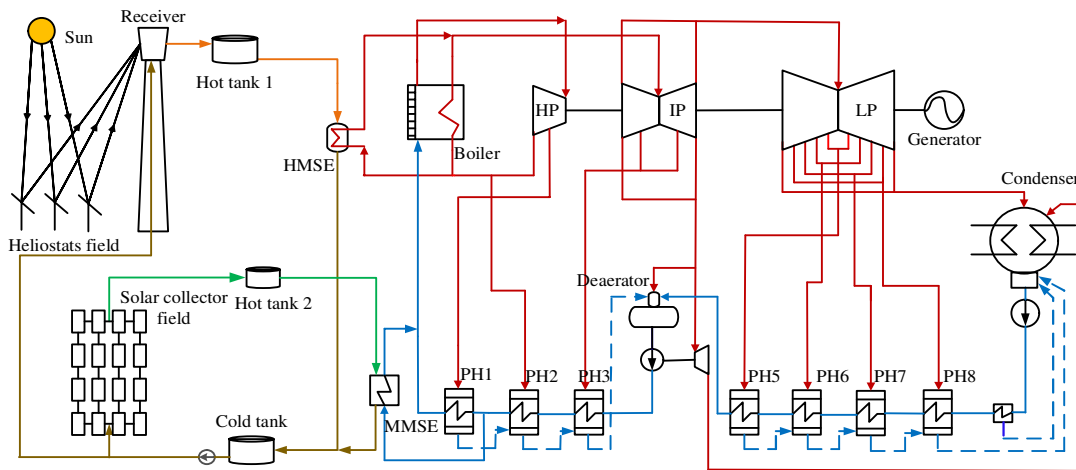 Receiver
Sun
Hot tank 1
HP
IP
LP
Generator
HMSE
Boiler
Condenser
Heliostats field
Solar collector
field
Hot tank 2
Deaerator
PH1
PH2
PH3
PH5
PH6
PH7
PH8
MMSE
Cold tank